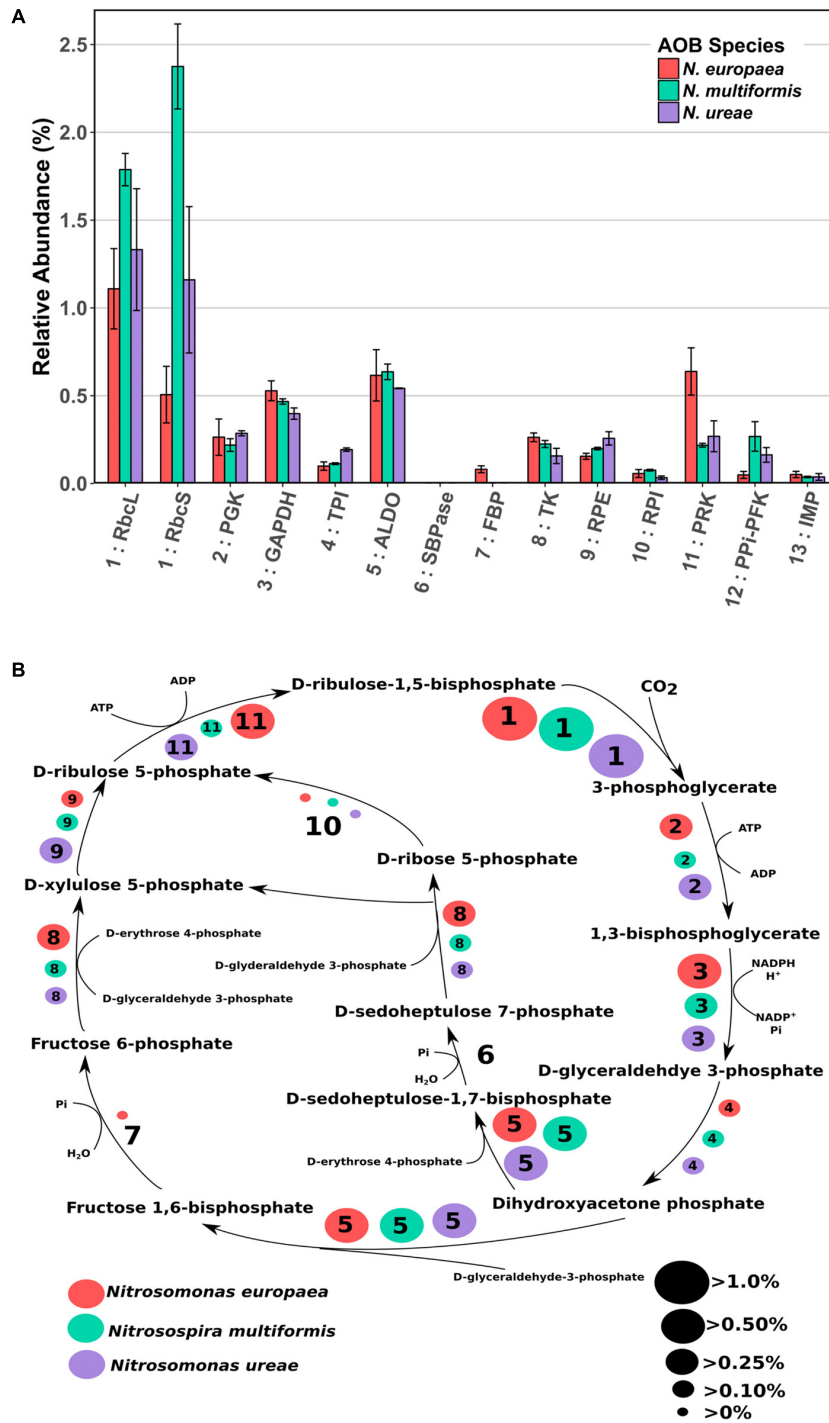 A
Relative Abundance (%)
2.5
2.0
1.5
1.0
0.5
0.0
AOB Species
N. europaea
N. multiformis
N. ureae
1 : RbcL
1 : RbcS
2 : PGK
3 : GAPDH
4 : TPI
5 : ALDO
6 : SBPase
7 : FBP
8 : TK
9 : RPE
10 : RPI
11 : PRK
12 : PPi-PFK
13 : IMP
B
D-ribulose-1,5-bisphosphate
CO2
ATP
ADP
11
11
11
1
1
1
D-ribulose 5-phosphate
3-phosphoglycerate
9
9
9
10
2
2
2
ATP
ADP
D-xylulose 5-phosphate
D-ribose 5-phosphate
1,3-bisphosphoglycerate
8
8
8
D-erythrose 4-phosphate
D-glyceraldehyde 3-phosphate
8
8
8
D-glyderaldehyde 3-phosphate
3
3
3
NADPH
H+
NADP+
Pi
D-sedoheptulose 7-phosphate
Fructose 6-phosphate
Pi
H2O
6
D-glyceraldehdye 3-phosphate
D-sedoheptulose-1,7-bisphosphate
Pi
H2O
7
5
5
5
D-erythrose 4-phosphate
4
4
4
Fructose 1,6-bisphosphate
Dihydroxyacetone phosphate
5
5
5
D-glyceraldehyde-3-phosphate
Nitrosomonas europaea
Nitrosospira multiformis
Nitrosomonas ureae
>1.0%
>0.50%
>0.25%
>0.10%
>0%